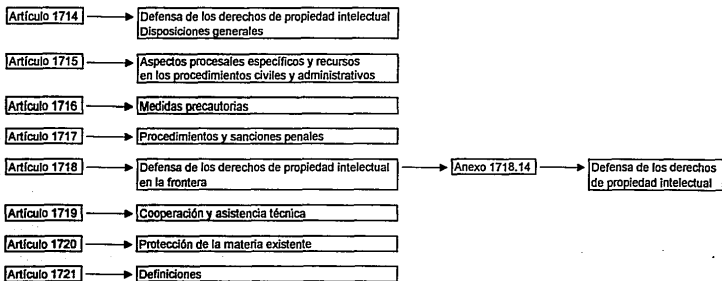 Artículo 1714
Defensa de los derechos de propiedad intelectual
Disposiciones generales
Artículo 1715
Aspectos procesales específicos y recursos
en los procedimientos civiles y administrativos
Artículo 1716
Medidas precautorias
Artículo 1717
Procedimientos y sanciones penales
Artículo 1718
Defensa de los derechos de propiedad intelectual
en la frontera
Anexo 1718.14
Defensa de los derechos
de propiedad intelectual
Artículo 1719
Cooperación y asistencia técnica
Artículo 1720
Protección de la materia existente
Artículo 1721
Definiciones